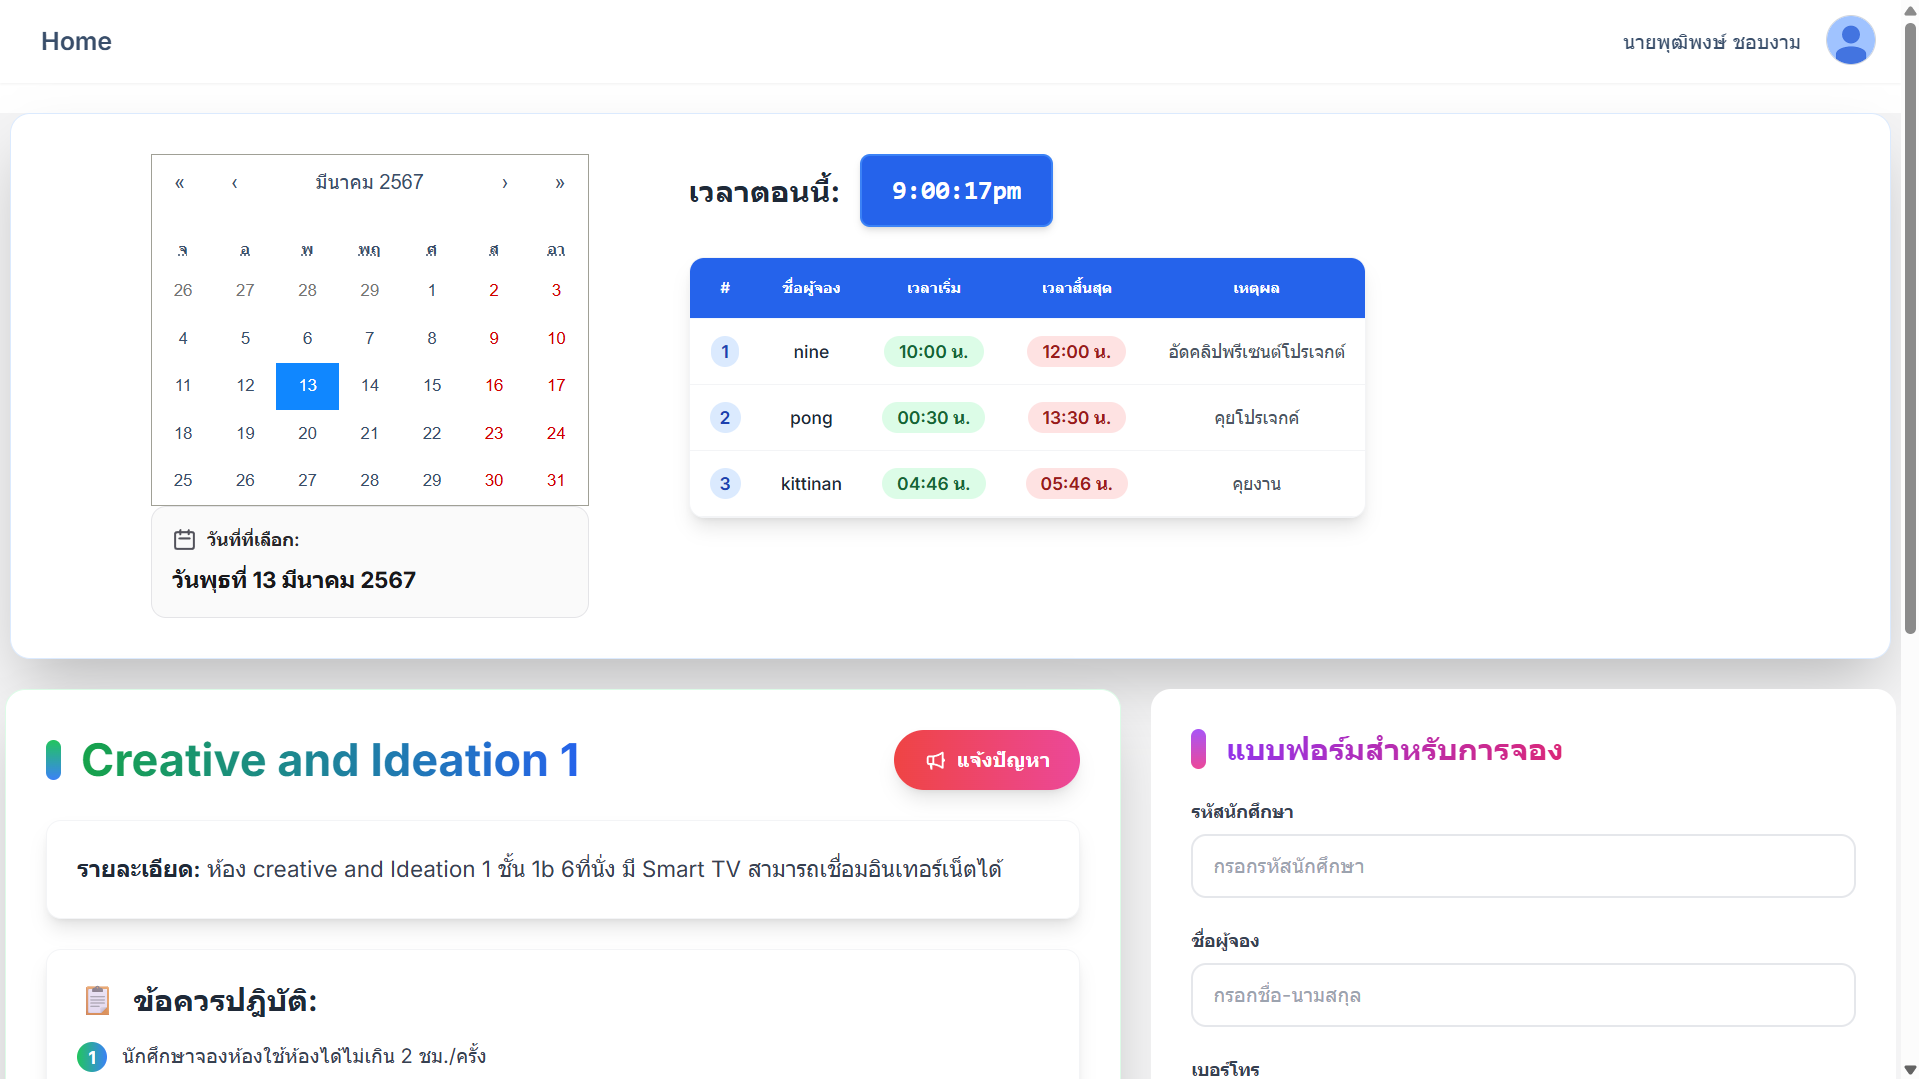 Home
นายพุฒิพงษ์ ชอบงาม
« ‹ มีนาคม 2567 › »
จ อ พ พฤ ศ ส อา
26 27 28 29 1 2 3
4 5 6 7 8 9 10
11 12 13 14 15 16 17
18 19 20 21 22 23 24
25 26 27 28 29 30 31
วันที่ที่เลือก:
วันพุธที่ 13 มีนาคม 2567
เวลาตอนนี้: 9:00:17pm
# ชื่อผู้จอง เวลาเริ่ม เวลาสิ้นสุด เหตุผล
1 nine 10:00 น. 12:00 น. อัดคลิปพรีเซนต์โปรเจกต์
2 pong 00:30 น. 13:30 น. คุยโปรเจกค์
3 kittinan 04:46 น. 05:46 น. คุยงาน
Creative and Ideation 1
แจ้งปัญหา
รายละเอียด: ห้อง creative and Ideation 1 ชั้น 1b 6ที่นั่ง มี Smart TV สามารถเชื่อมอินเทอร์เน็ตได้
ข้อควรปฎิบัติ:
1 นักศึกษาจองห้องใช้ห้องได้ไม่เกิน 2 ชม./ครั้ง
แบบฟอร์มสำหรับการจอง
รหัสนักศึกษา
กรอกรหัสนักศึกษา
ชื่อผู้จอง
กรอกชื่อ-นามสกุล
เบอร์โทร